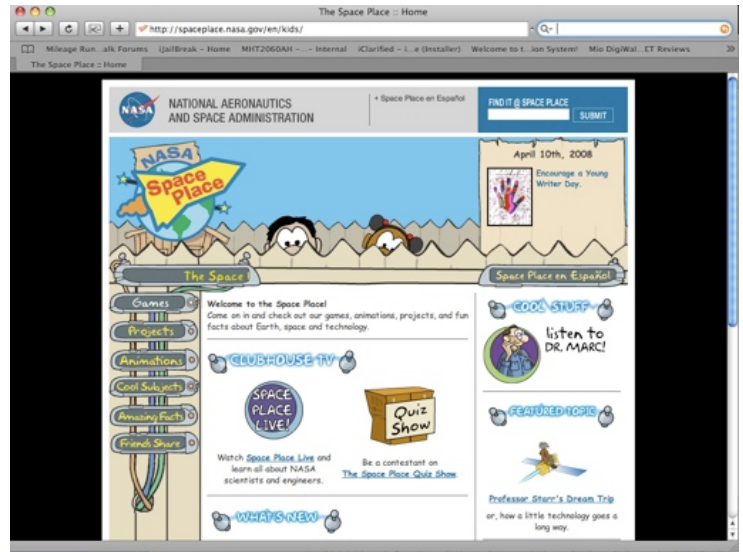 The Space Place :: Home
http://spaceplace.nasa.gov/en/kids/
Q-
Mileage Run...alk Forums iJailBreak - Home MHT2060AH -...- Internal iClarified - i...e (Installer) Welcome to t...ion System! Mio DigiWal...ET Reviews
The Space Place :: Home
NASA
NATIONAL AERONAUTICS
AND SPACE ADMINISTRATION
+ Space Place en Español
FIND IT @ SPACE PLACE
SUBMIT
NASA
Space
Place
April 10th, 2008
Encourage a Young
Writer Day.
The Space
Space Place en Español
Games
Projects
Animations
Cool Subjects
Amazing Facts
Friends Share
Welcome to the Space Place!
Come on in and check out our games, animations, projects, and fun
facts about Earth, space and technology.
CLUBHOUSE TV
SPACE
PLACE
LIVE!
Watch Space Place Live and
learn all about NASA
scientists and engineers.
Quiz
Show
Be a contestant on
The Space Place Quiz Show.
WHAT'S NEW
COOL STUFF
listen to
DR. MARC!
FEATURED TOPIC
Professor Starr's Dream Trip
or, how a little technology goes a
long way.